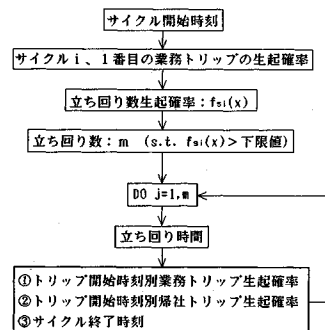 サイクル開始時刻
サイクルi、1番目の業務トリップの生起確率
立ち回り数生起確率：fsi(x)
立ち回り数：m (s.t. fsi(x)>下限値)
DO j=1,m
立ち回り時間
①トリップ開始時刻別業務トリップ生起確率
②トリップ開始時刻別帰社トリップ生起確率
③サイクル終了時刻